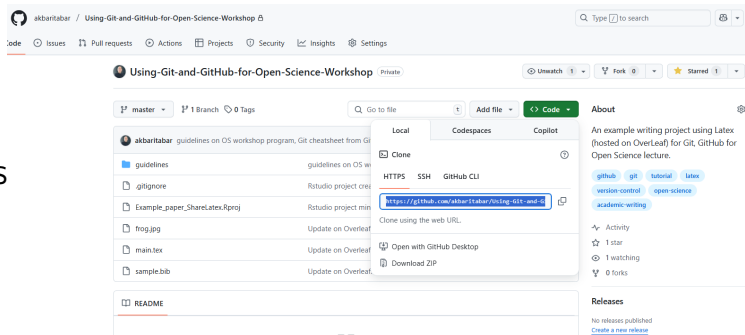 akbaritabar / Using-Git-and-GitHub-for-Open-Science-Workshop
Type / to search
Code Issues Pull requests Actions Projects Security Insights Settings
Using-Git-and-GitHub-for-Open-Science-Workshop Private
Unwatch 1 Fork 0 Starred 1
master 1 Branch 0 Tags
Go to file t Add file Code
akbaritabar guidelines on OS workshop program, Git cheatsheet from Gi
guidelines guidelines on OS w
.gitignore Rstudio project crea
Example_paper_ShareLatex.Rproj Rstudio project min
frog.jpg Update on Overleaf
main.tex Update on Overleaf
sample.bib Update on Overleaf.
README
Local Codespaces Copilot
Clone
HTTPS SSH GitHub CLI
https://github.com/akbaritabar/Using-Git-and-G
Clone using the web URL.
Open with GitHub Desktop
Download ZIP
About
An example writing project using Latex
(hosted on OverLeaf) for Git, GitHub for
Open Science lecture.
github git tutorial latex
version-control open-science
academic-writing
Activity
1 star
1 watching
0 forks
Releases
No releases published
Create a new release
s